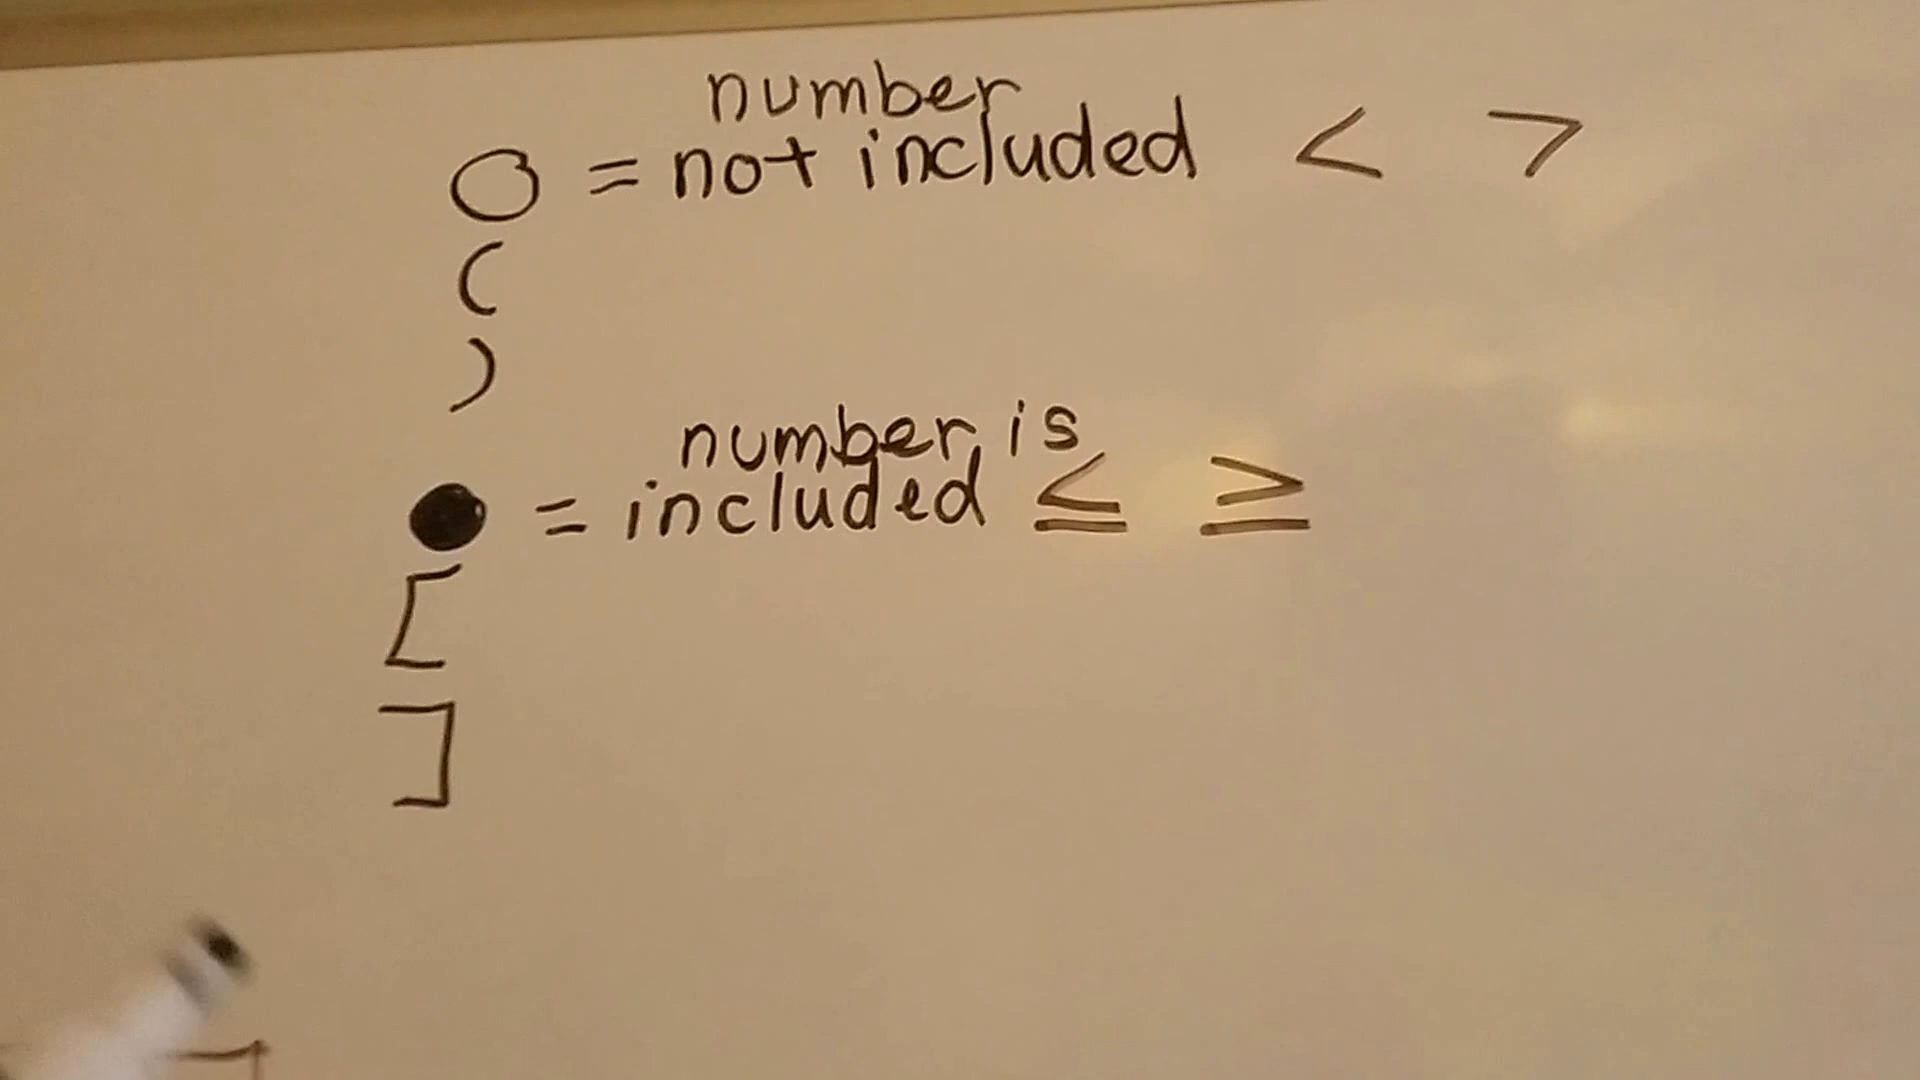 number
○ = not included < >
(
)
number is
● = included ≤ ≥
[
]